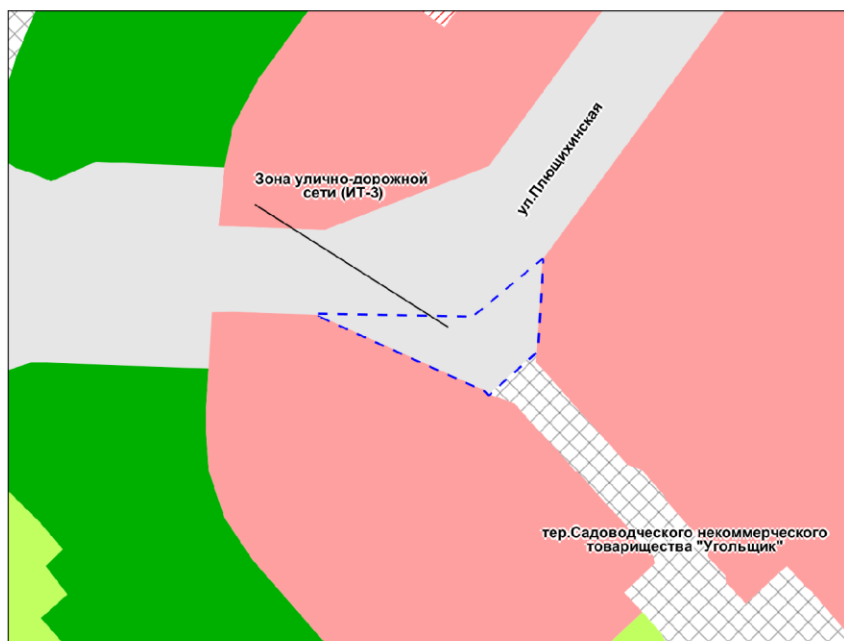 Зона улично-дорожной
сети (ИТ-3)
ул.Плющихинская
тер.Садоводческого некоммерческого
товарищества "Угольщик"